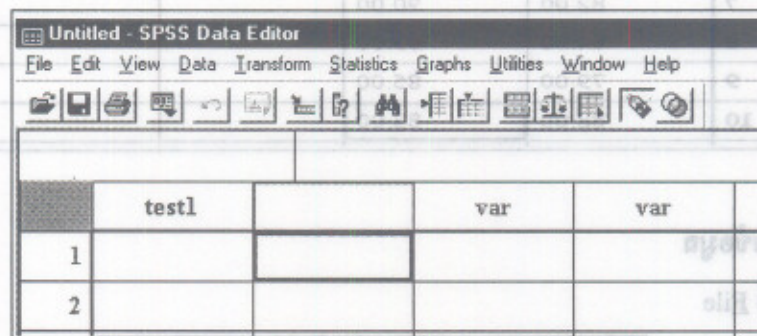 Untitled - SPSS Data Editor
File Edit View Data Transform Statistics Graphs Utilities Window Help
test1 var var
1
2